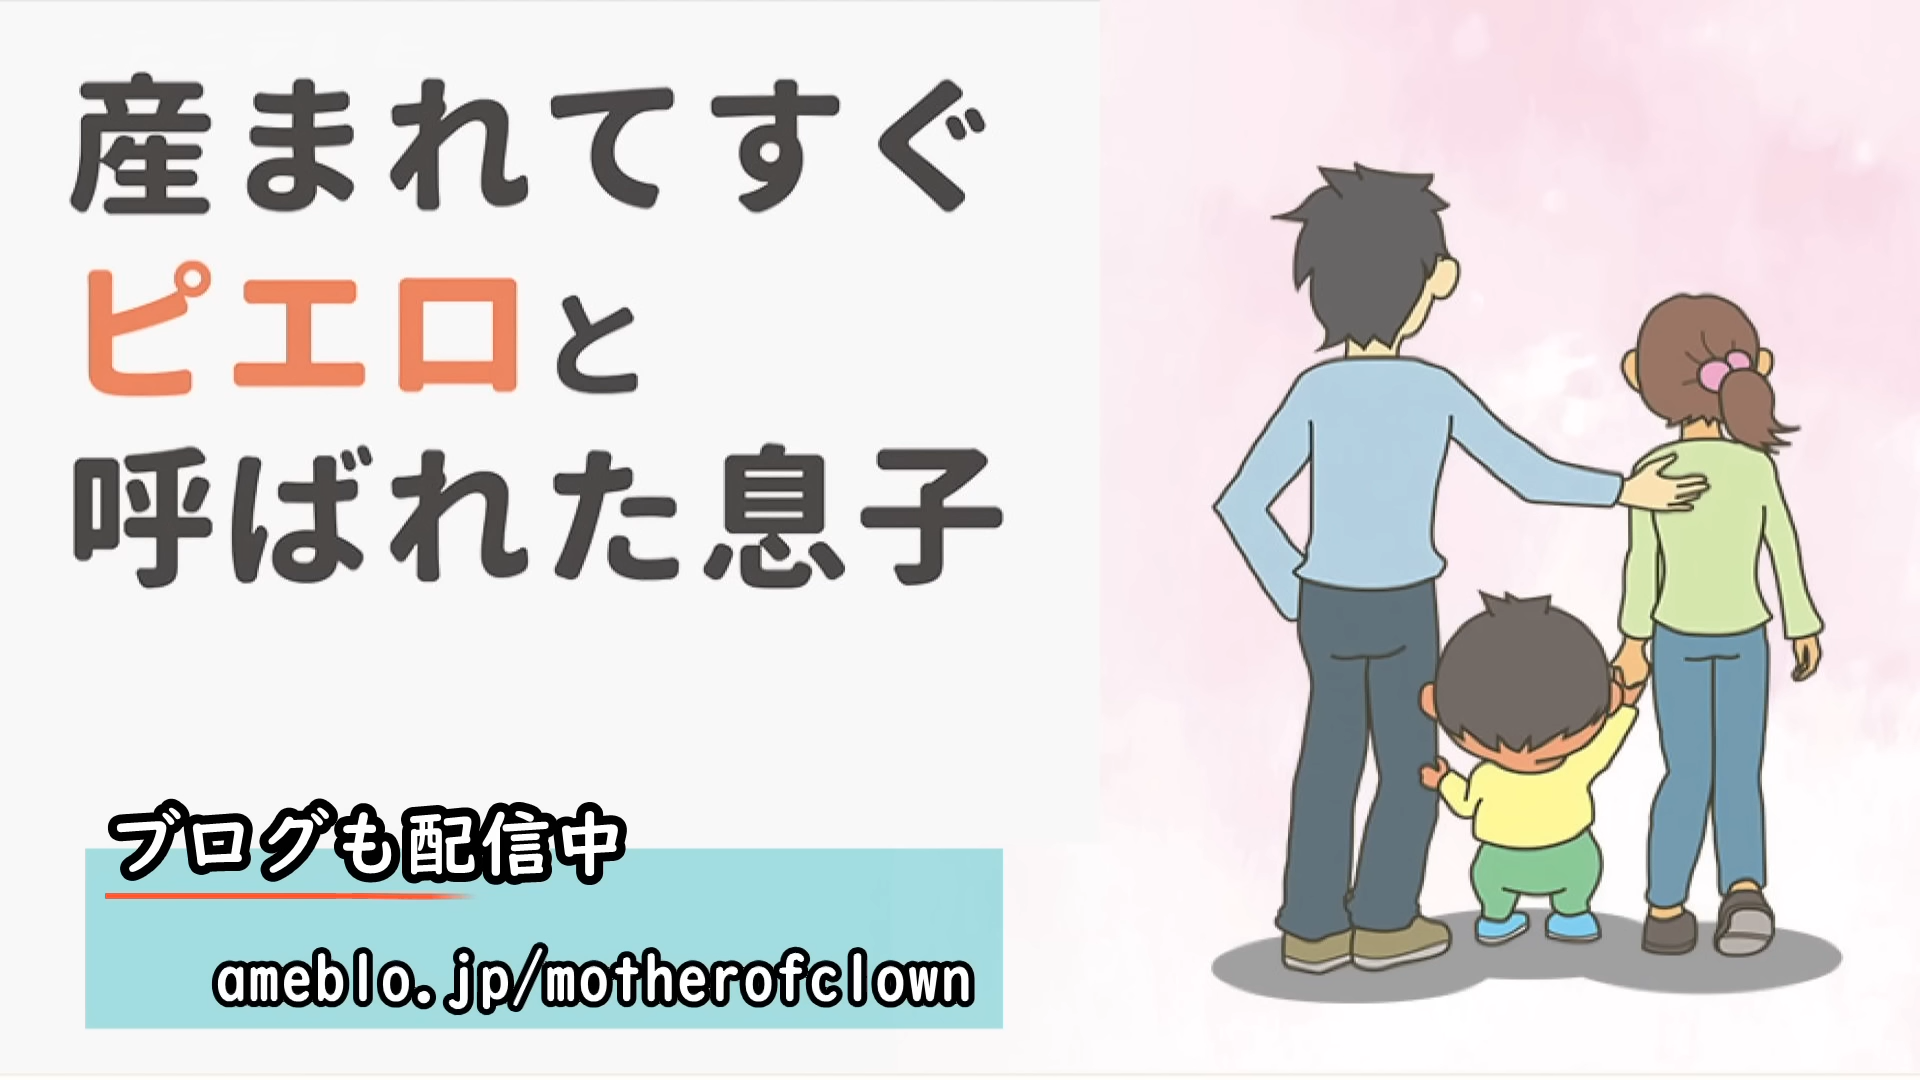 産まれてすぐ
ピエロと
呼ばれた息子
ブログも配信中
ameblo.jp/motherofclown